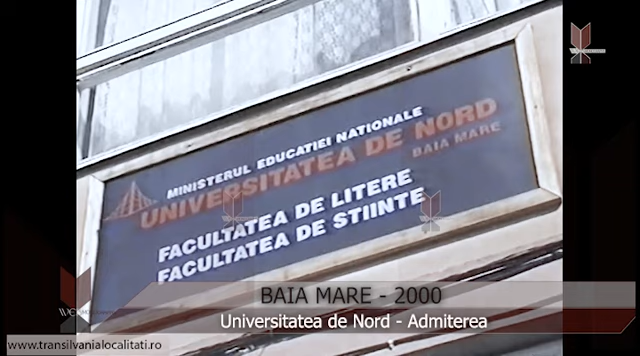 MINISTERUL EDUCATIEI NATIONALE
UNIVERSITATEA DE NORD
BAIA MARE
FACULTATEA DE LITERE
FACULTATEA DE STIINTE
BAIA MARE - 2000
Universitatea de Nord - Admiterea
www.transilvanialocalitati.ro